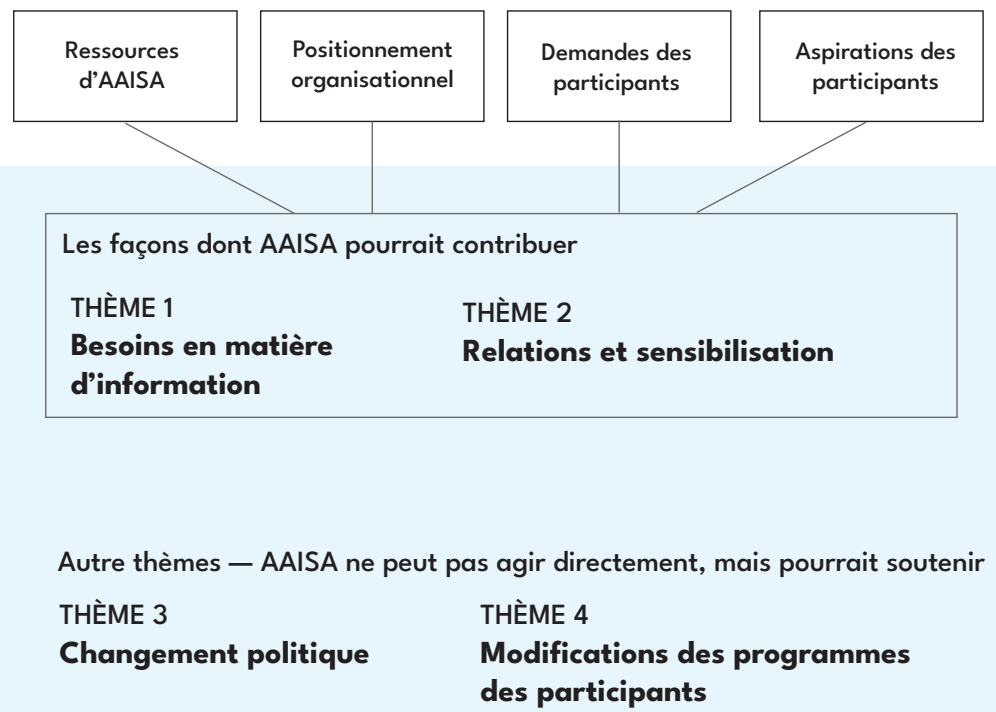 Ressources
d'AAISA
Positionnement
organisationnel
Demandes des
participants
Aspirations des
participants
Les façons dont AAISA pourrait contribuer
THÈME 1
Besoins en matière
d'information
THÈME 2
Relations et sensibilisation
Autre thèmes — AAISA ne peut pas agir directement, mais pourrait soutenir
THÈME 3
Changement politique
THÈME 4
Modifications des programmes
des participants